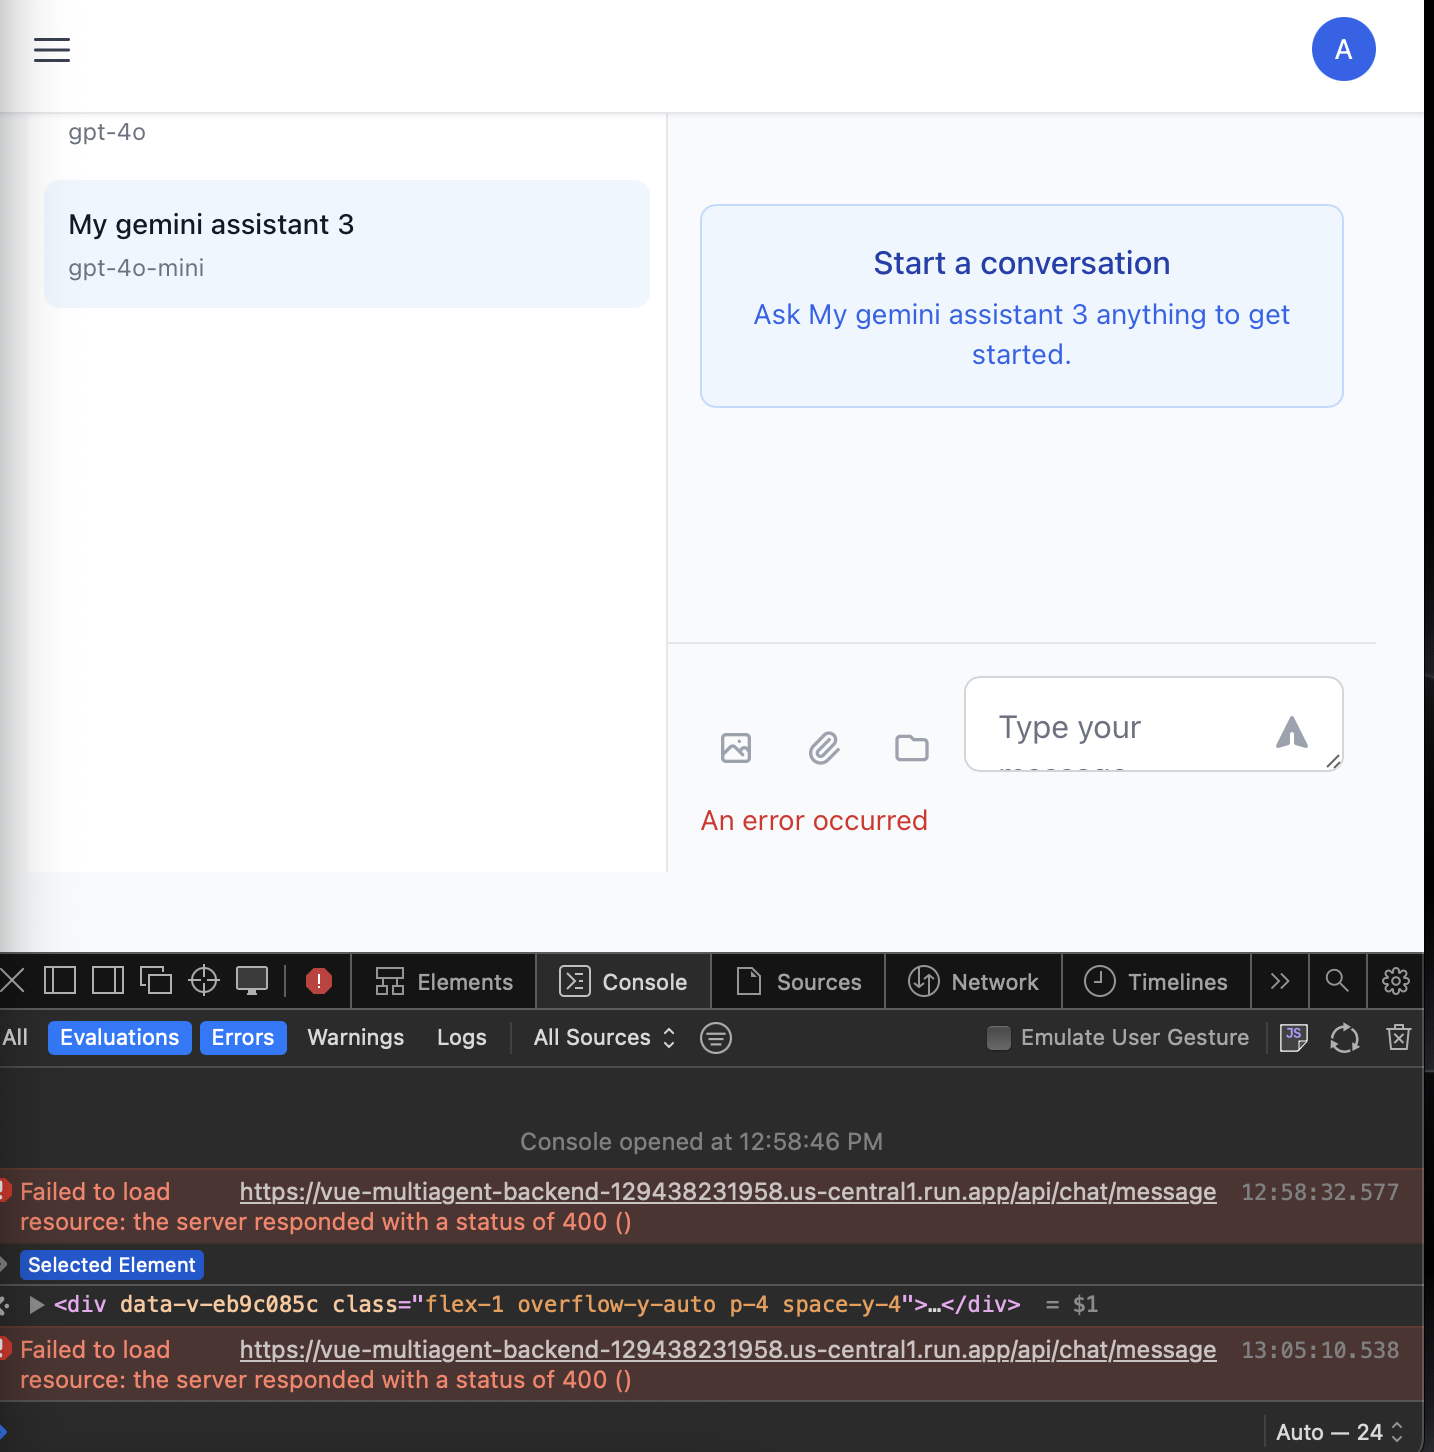 A
gpt-4o
My gemini assistant 3
gpt-4o-mini
Start a conversation
Ask My gemini assistant 3 anything to get
started.
Type your
message
An error occurred
Elements
Console
Sources
Network
Timelines
All
Evaluations
Errors
Warnings
Logs
All Sources
Emulate User Gesture
JS
Console opened at 12:58:46 PM
Failed to load https://vue-multiagent-backend-129438231958.us-central1.run.app/api/chat/message 12:58:32.577
resource: the server responded with a status of 400 ()
Selected Element
<div data-v-eb9c085c class="flex-1 overflow-y-auto p-4 space-y-4">…</div> = $1
Failed to load https://vue-multiagent-backend-129438231958.us-central1.run.app/api/chat/message 13:05:10.538
resource: the server responded with a status of 400 ()
Auto — 24